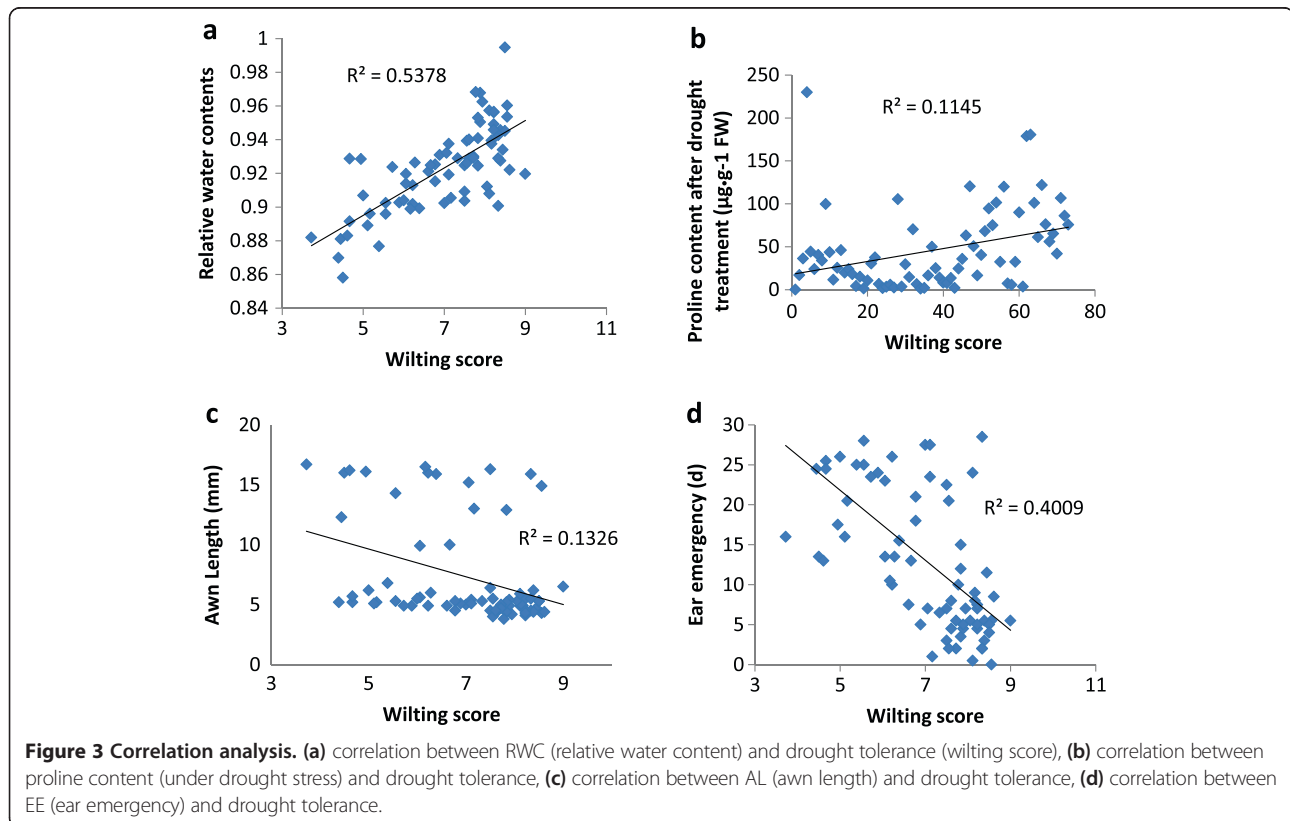 a
1
0.98
0.96
0.94
0.92
0.9
0.88
0.86
0.84
Relative water contents
R² = 0.5378
3 5 7 9 11
Wilting score
b
250
200
150
100
50
0
Proline content after drought
treatment (µg•g-1 FW)
R² = 0.1145
0 20 40 60 80
Wilting score
c
20
15
10
5
0
Awn Length (mm)
R² = 0.1326
3 5 7 9
Wilting score
d
30
25
20
15
10
5
0
Ear emergency (d)
R² = 0.4009
3 5 7 9 11
Wilting score
Figure 3 Correlation analysis. (a) correlation between RWC (relative water content) and drought tolerance (wilting score), (b) correlation between
proline content (under drought stress) and drought tolerance, (c) correlation between AL (awn length) and drought tolerance, (d) correlation between
EE (ear emergency) and drought tolerance.